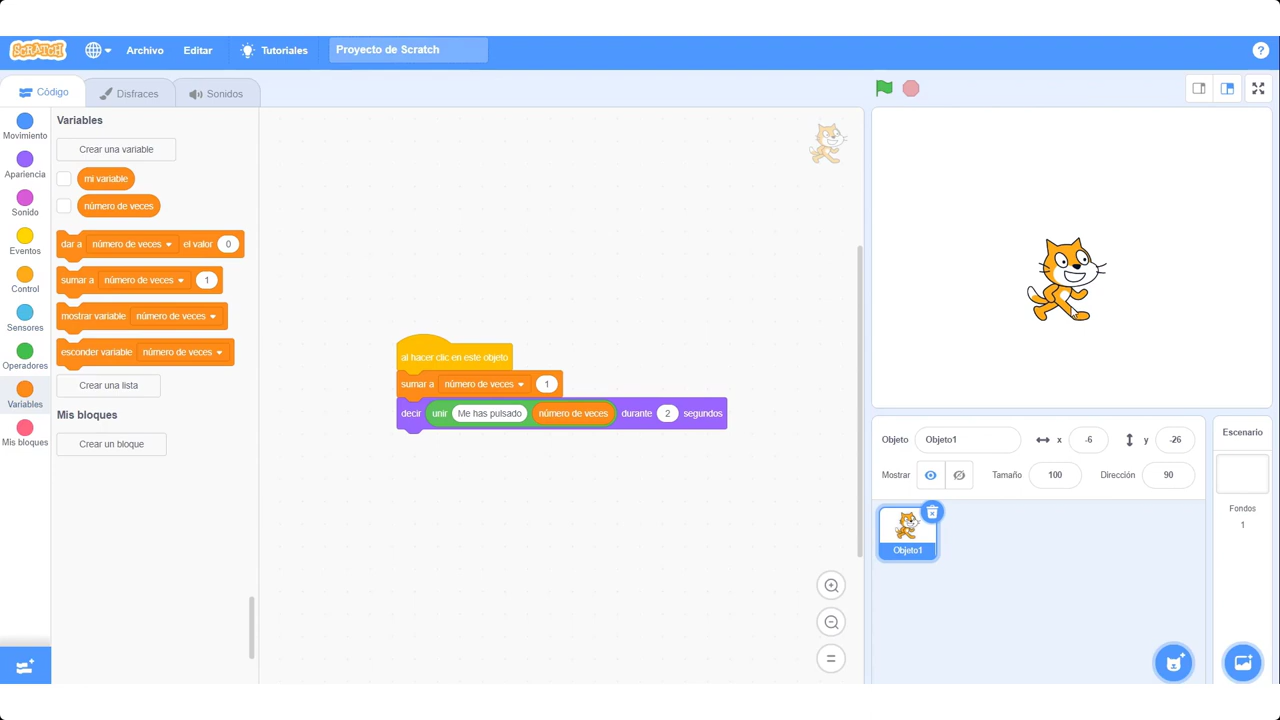 SCRATCH
Archivo
Editar
Tutoriales
Proyecto de Scratch
?
Código
Disfraces
Sonidos
Movimiento
Apariencia
Sonido
Eventos
Control
Sensores
Operadores
Variables
Mis bloques
Variables
Crear una variable
mi variable
número de veces
dar a número de veces el valor 0
sumar a número de veces 1
mostrar variable número de veces
esconder variable número de veces
Crear una lista
Mis bloques
Crear un bloque
al hacer clic en este objeto
sumar a número de veces 1
decir unir Me has pulsado número de veces durante 2 segundos
Objeto Objeto1 x -6 y -26
Mostrar Tamaño 100 Dirección 90
Objeto1
Escenario
Fondos
1